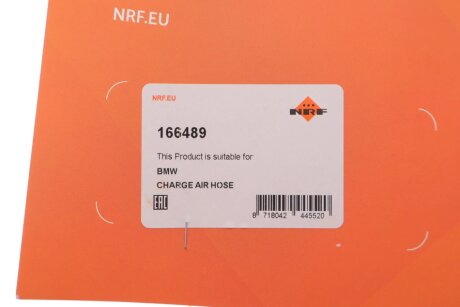 NRF.EU
NRF.EU
NRF
166489
This Product is suitable for
BMW
CHARGE AIR HOSE
EAC
8 718042 445520